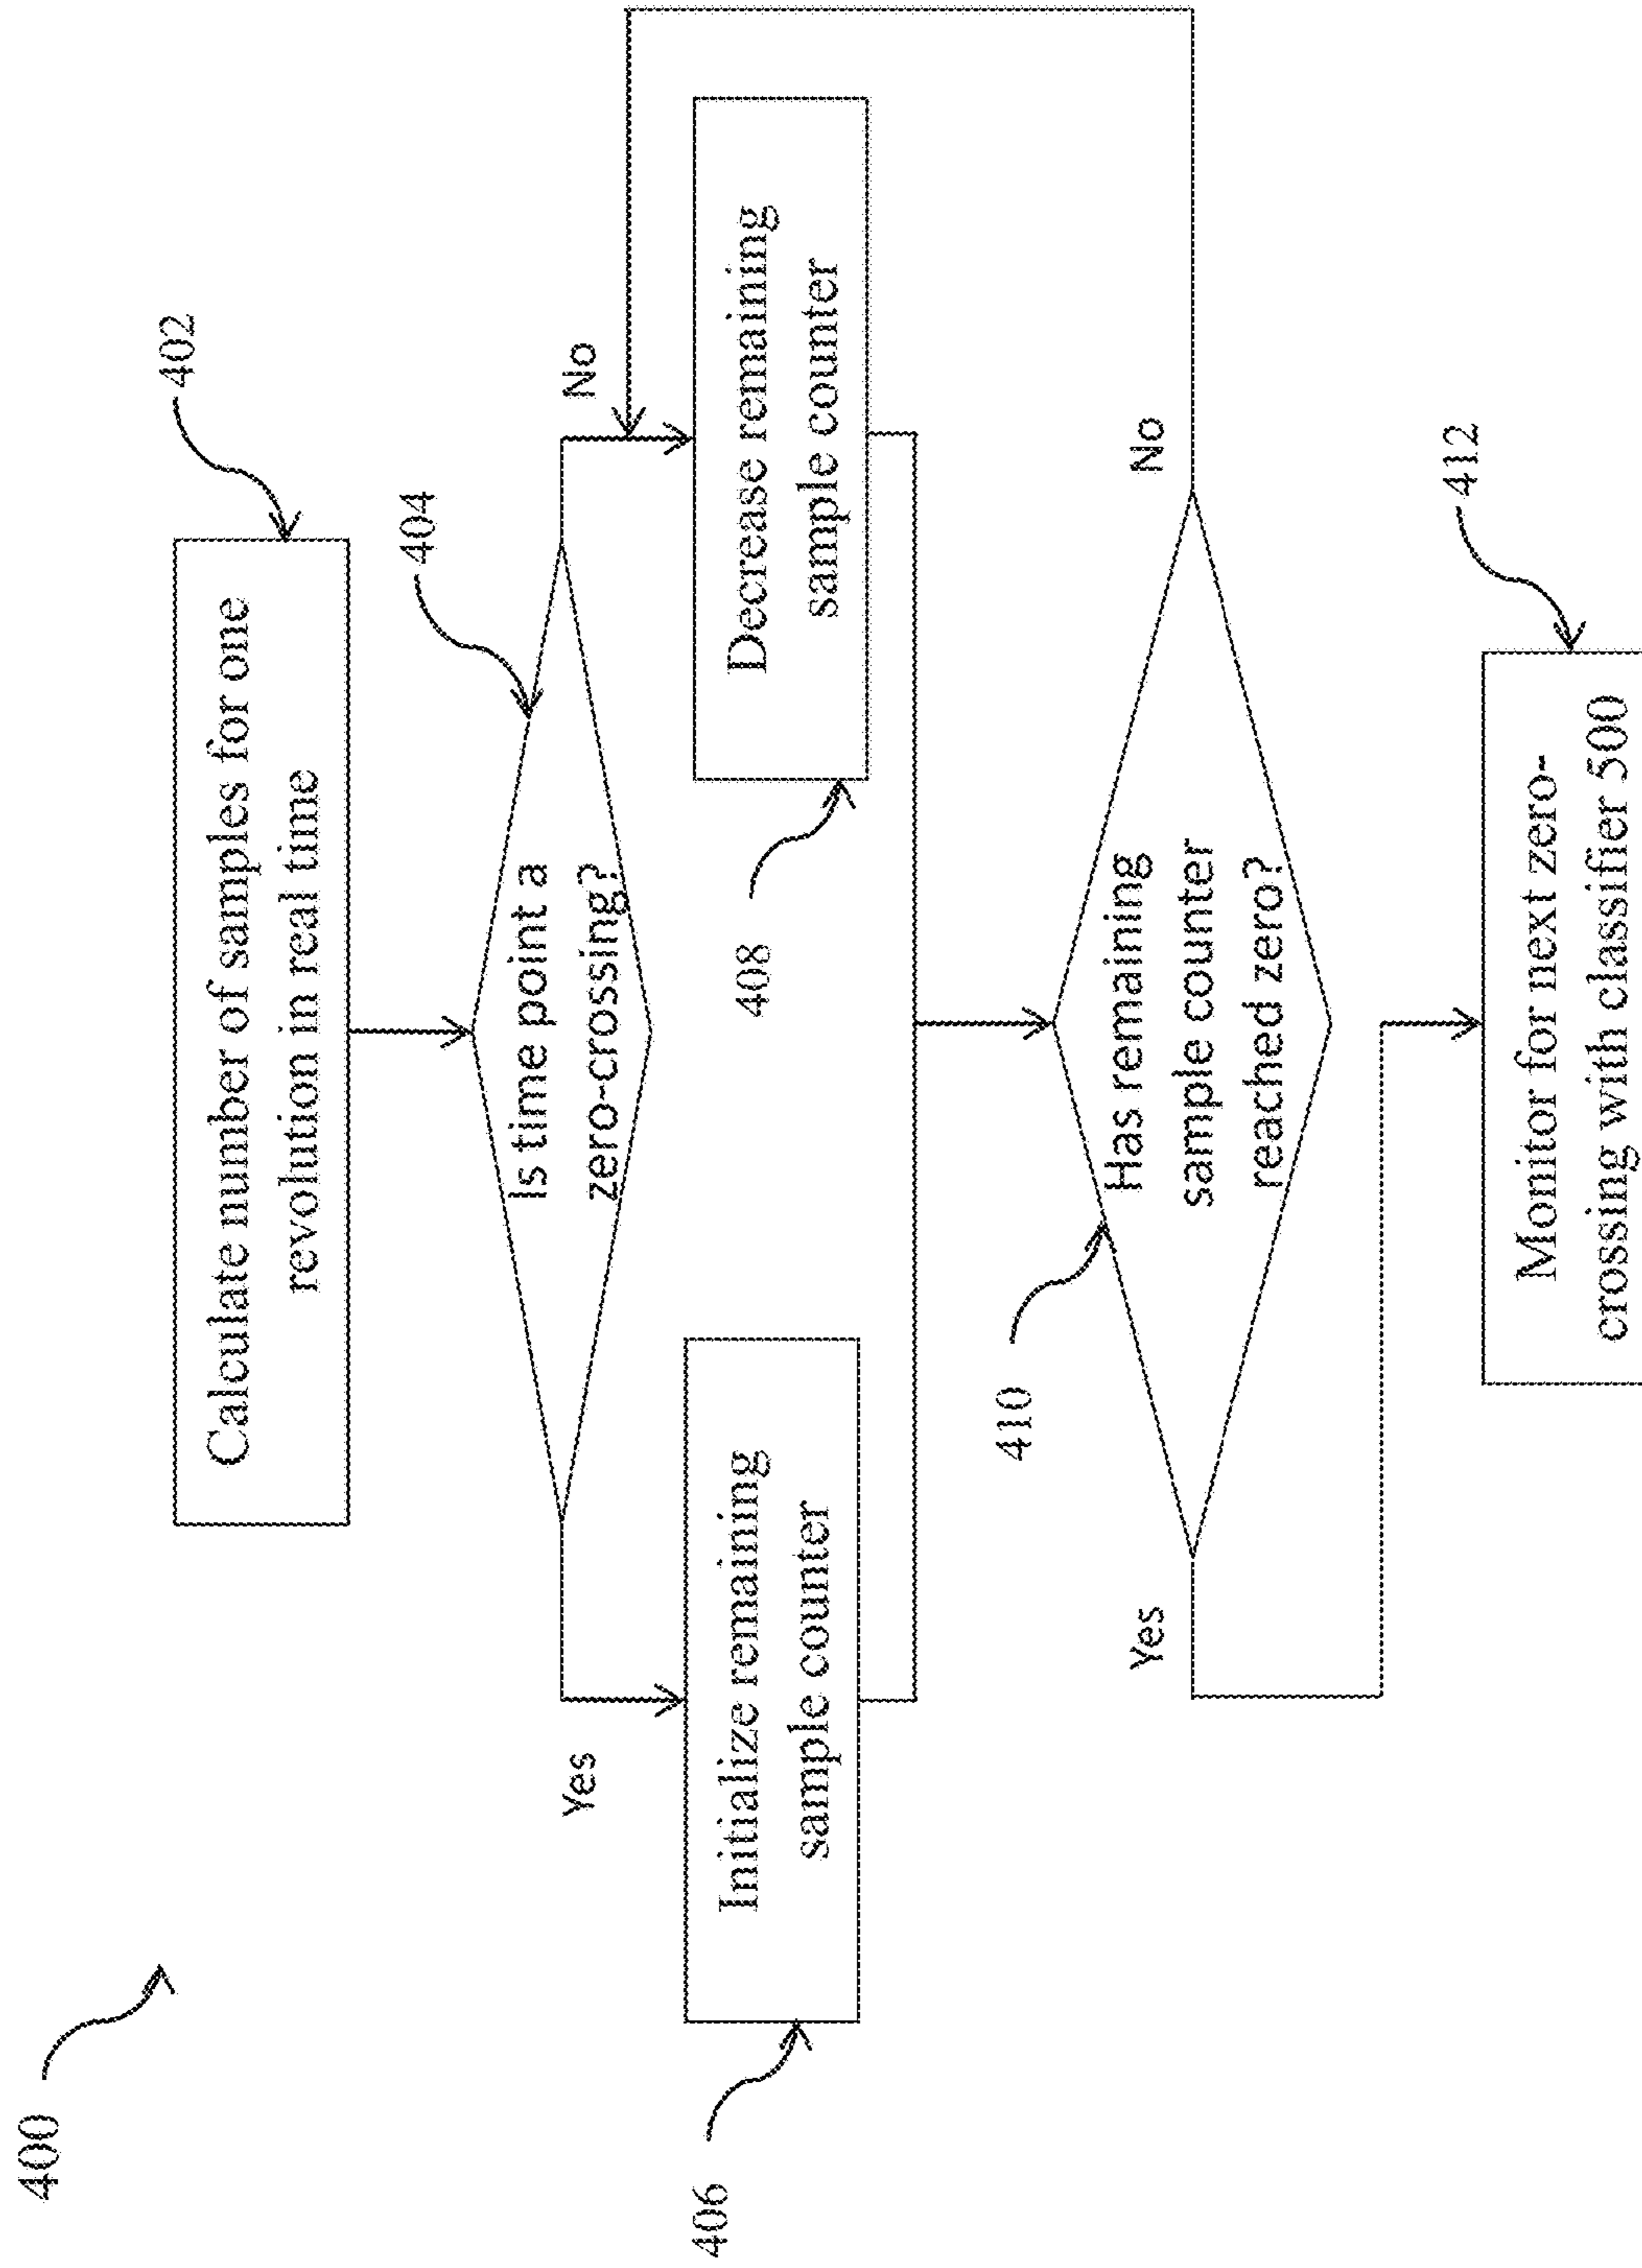 400
402
Calculate number of samples for one
revolution in real time
404
Is time point a
zero-crossing?
Yes
No
406
Initialize remaining
sample counter
408
Decrease remaining
sample counter
410
Has remaining
sample counter
reached zero?
Yes
No
412
Monitor for next zero-
crossing with classifier 500